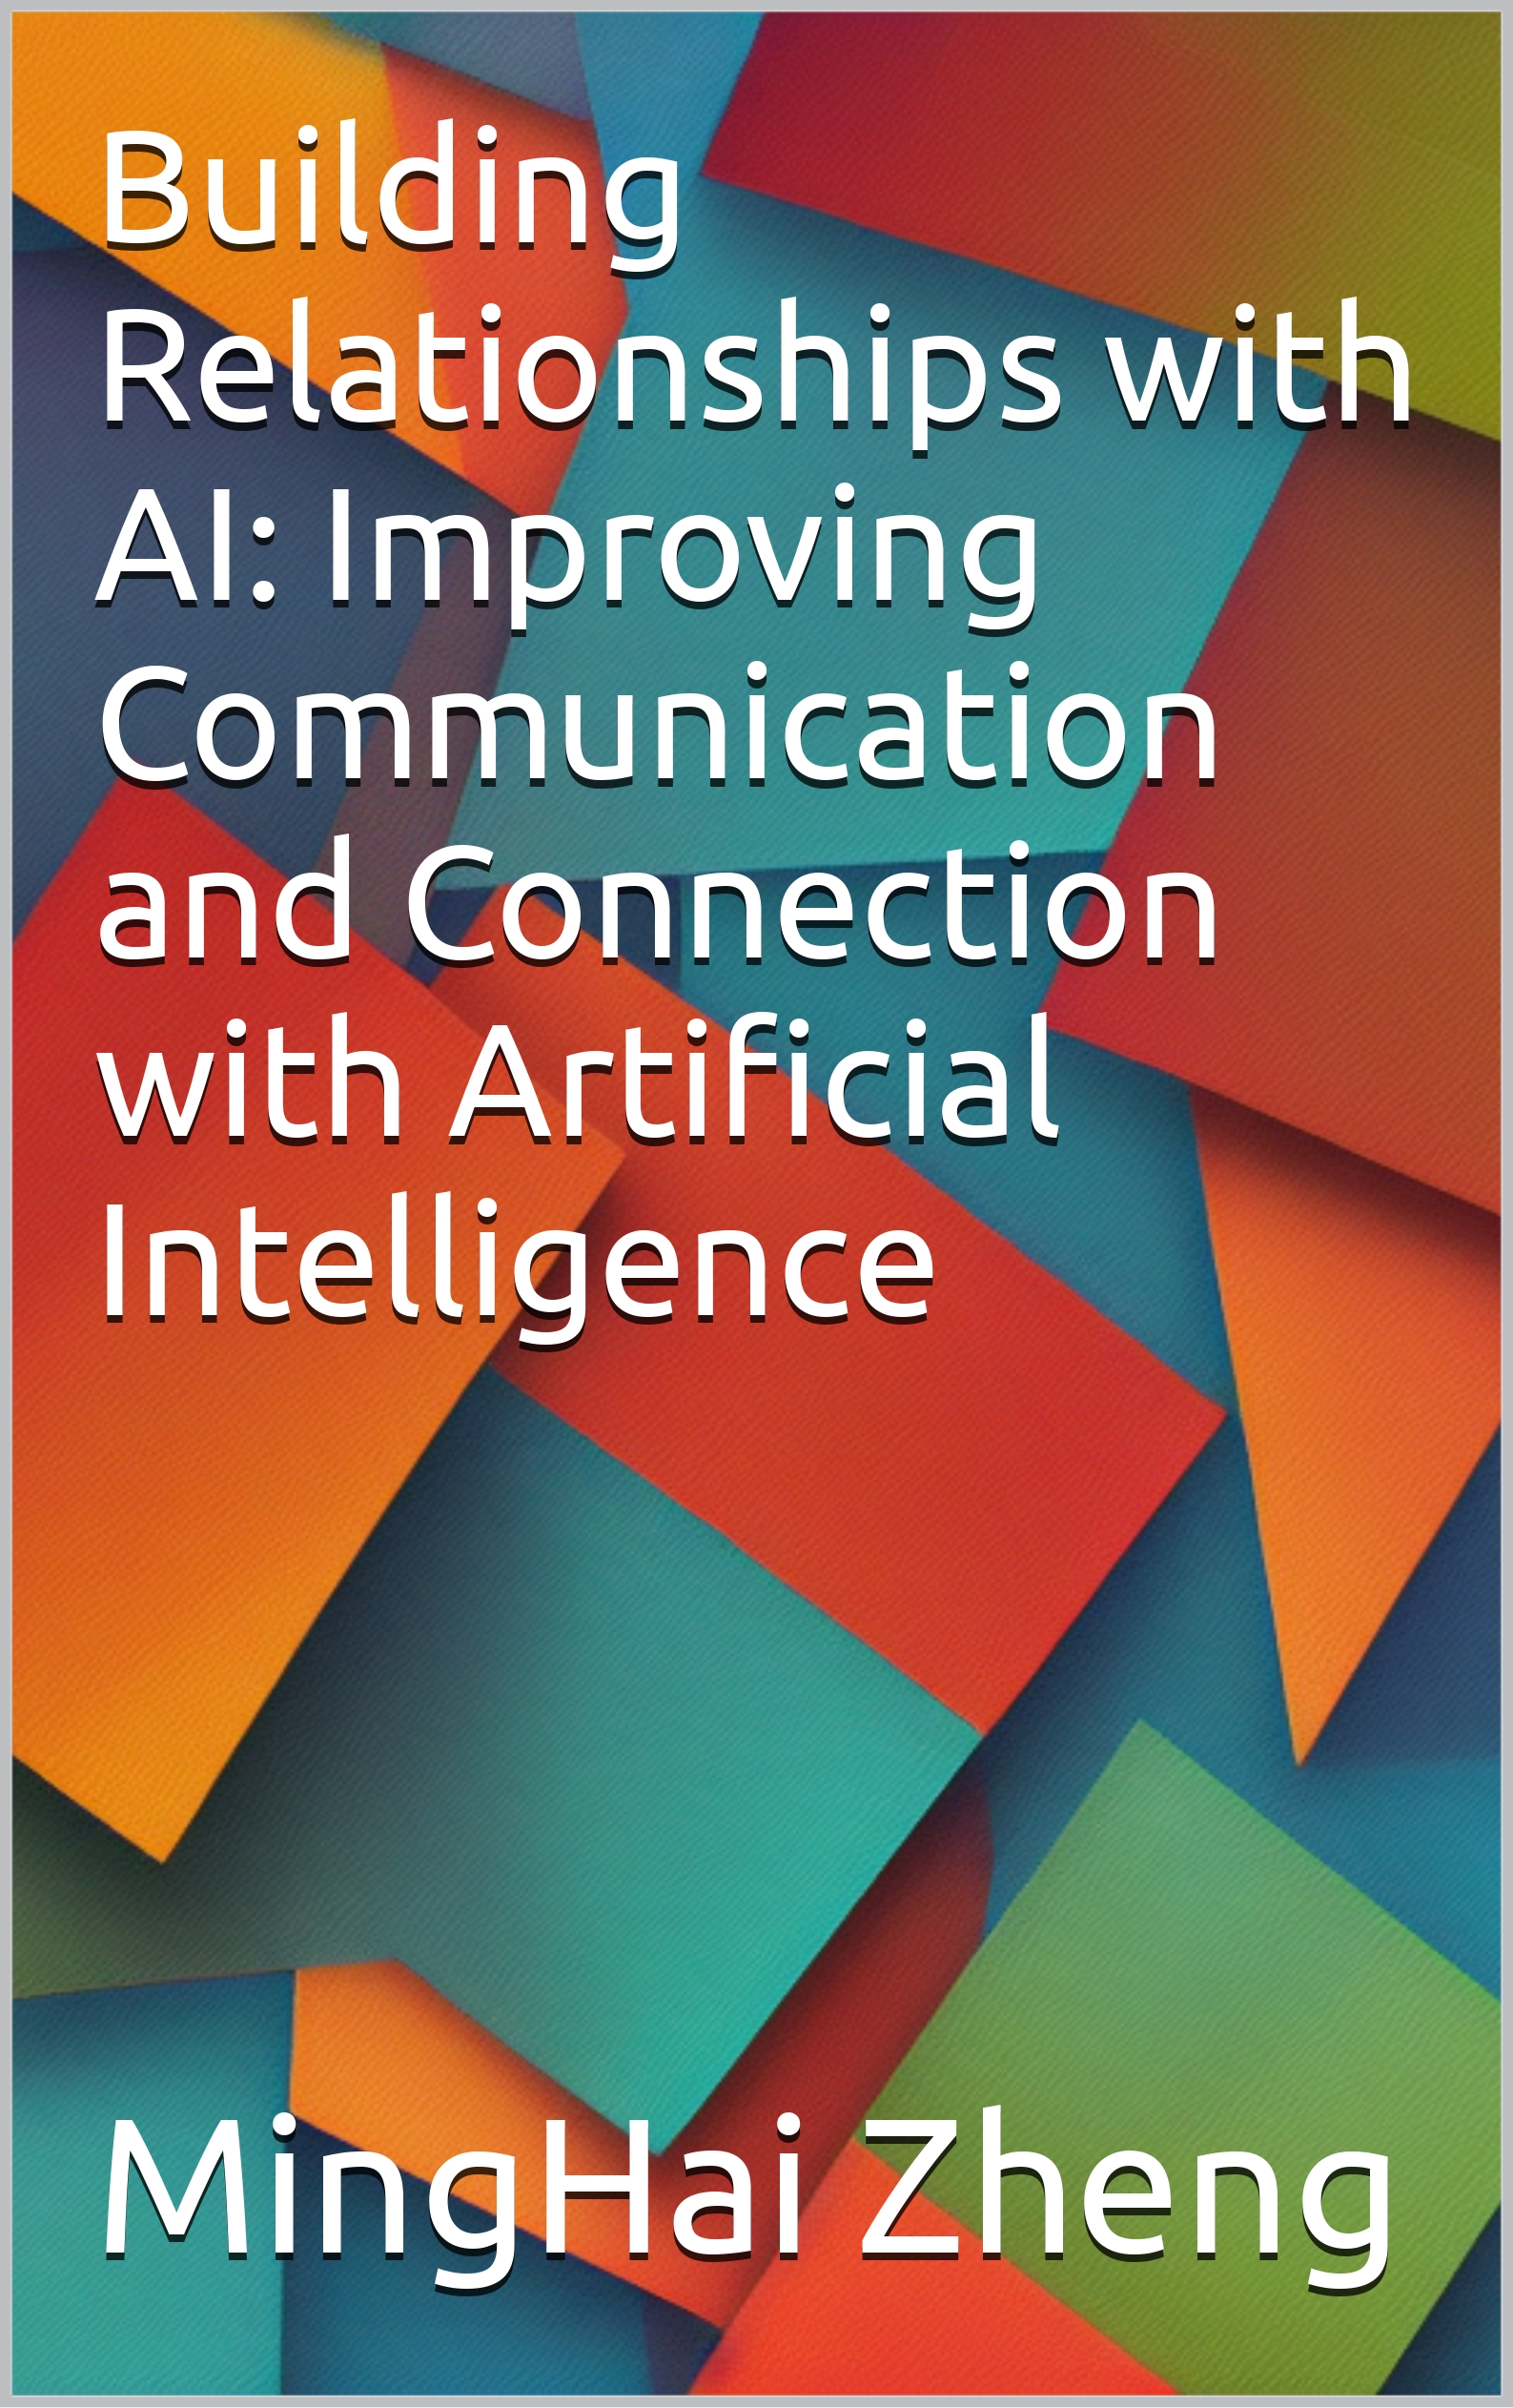 Building
Relationships with
AI: Improving
Communication
and Connection
with Artificial
Intelligence
MingHai Zheng